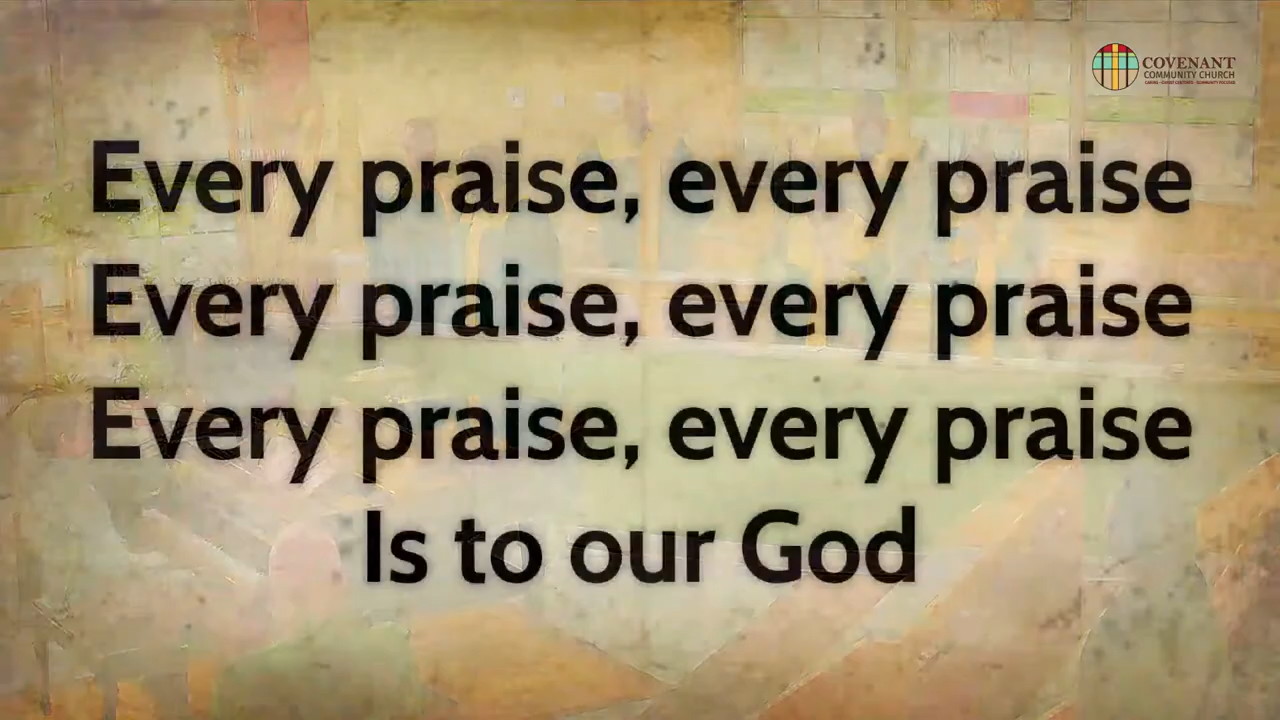 COVENANT
COMMUNITY CHURCH
Every praise, every praise
Every praise, every praise
Every praise, every praise
Is to our God